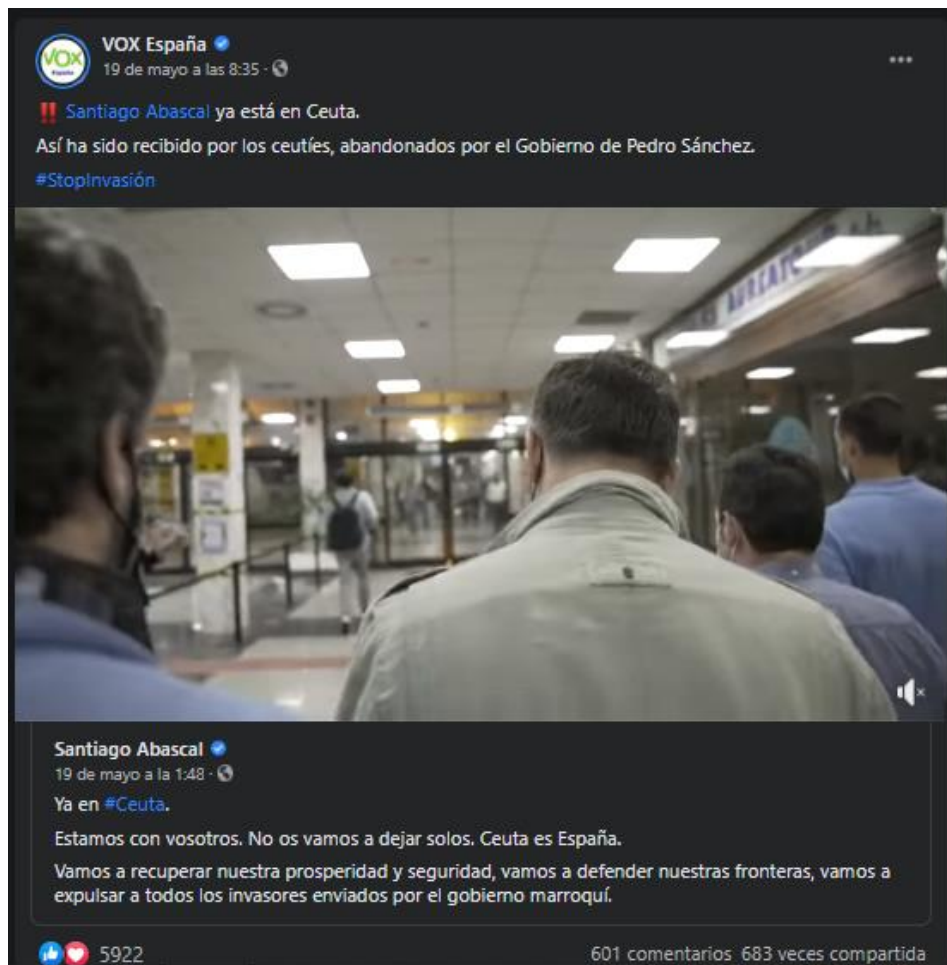 VOX España
19 de mayo a las 8:35 ·
VOX
España
‼ Santiago Abascal ya está en Ceuta.
Así ha sido recibido por los ceutíes, abandonados por el Gobierno de Pedro Sánchez.
#StopInvasión
Santiago Abascal
19 de mayo a la 1:48 ·
Ya en #Ceuta.
Estamos con vosotros. No os vamos a dejar solos. Ceuta es España.
Vamos a recuperar nuestra prosperidad y seguridad, vamos a defender nuestras fronteras, vamos a
expulsar a todos los invasores enviados por el gobierno marroquí.
5922
601 comentarios 683 veces compartida